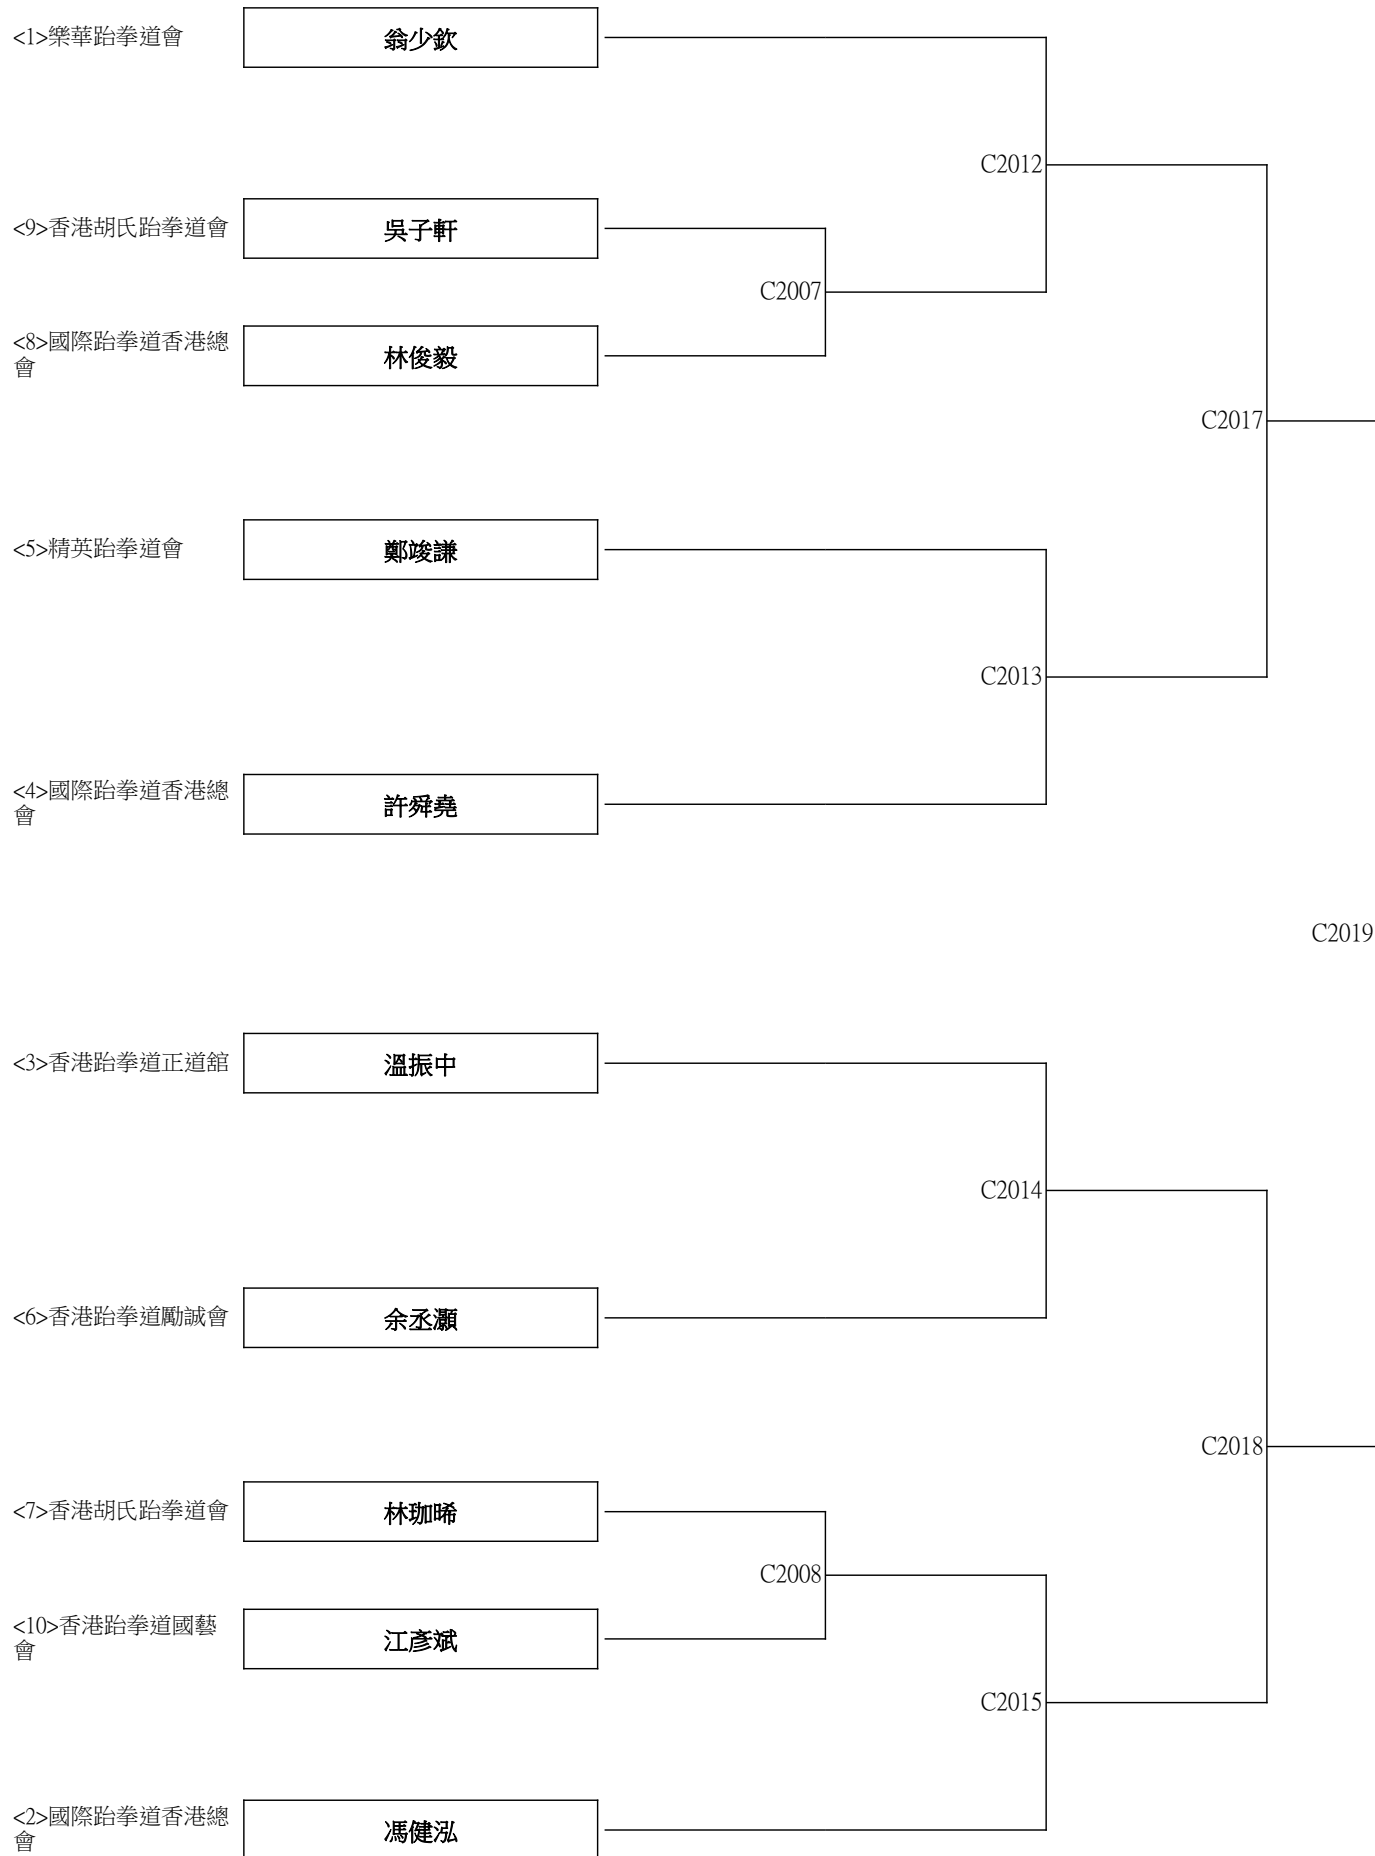 <1>樂華跆拳道會
翁少欽
C2012
<9>香港胡氏跆拳道會
吳子軒
C2007
<8>國際跆拳道香港總
會
林俊毅
C2017
<5>精英跆拳道會
鄭竣謙
C2013
<4>國際跆拳道香港總
會
許舜堯
C2019
<3>香港跆拳道正道舘
溫振中
C2014
<6>香港跆拳道勵誠會
余丞灝
C2018
<7>香港胡氏跆拳道會
林珈晞
C2008
<10>香港跆拳道國藝
會
江彥斌
C2015
<2>國際跆拳道香港總
會
馮健泓